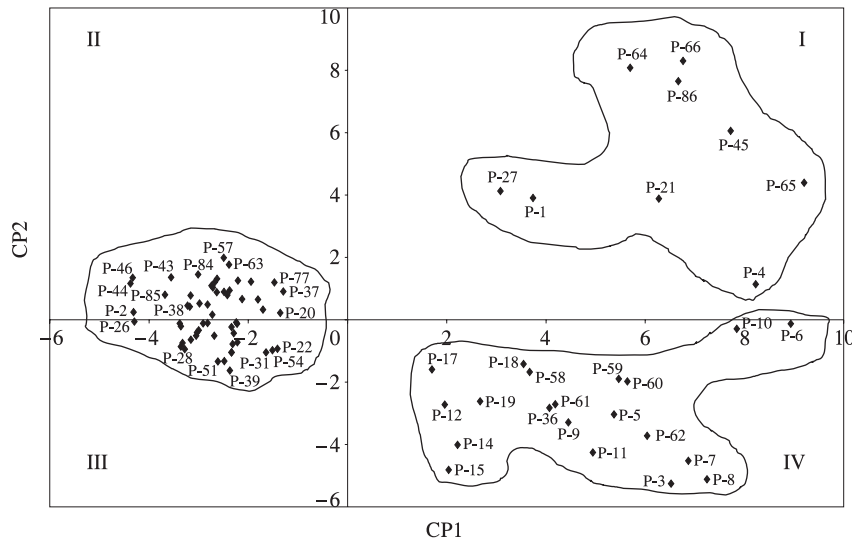 II
I
10
P-64
P-66
8
P-86
6
P-45
P-27
P-21
P-65
4
P-1
CP2
P-57
2
P-4
P-46
P-43
P-84
P-63
P-77
P-44
P-85
P-37
P-2
P-38
P-20
P-10
−6
−4
−2
0
2
4
6
8
10
P-26
P-6
P-28
P-31
P-22
P-17
P-18
P-59
P-51
P-54
P-58
P-60
P-39
−2
P-19
P-61
P-12
P-36
P-5
P-9
P-62
−4
P-14
P-11
P-7
III
P-15
P-3
P-8
IV
−6
CP1